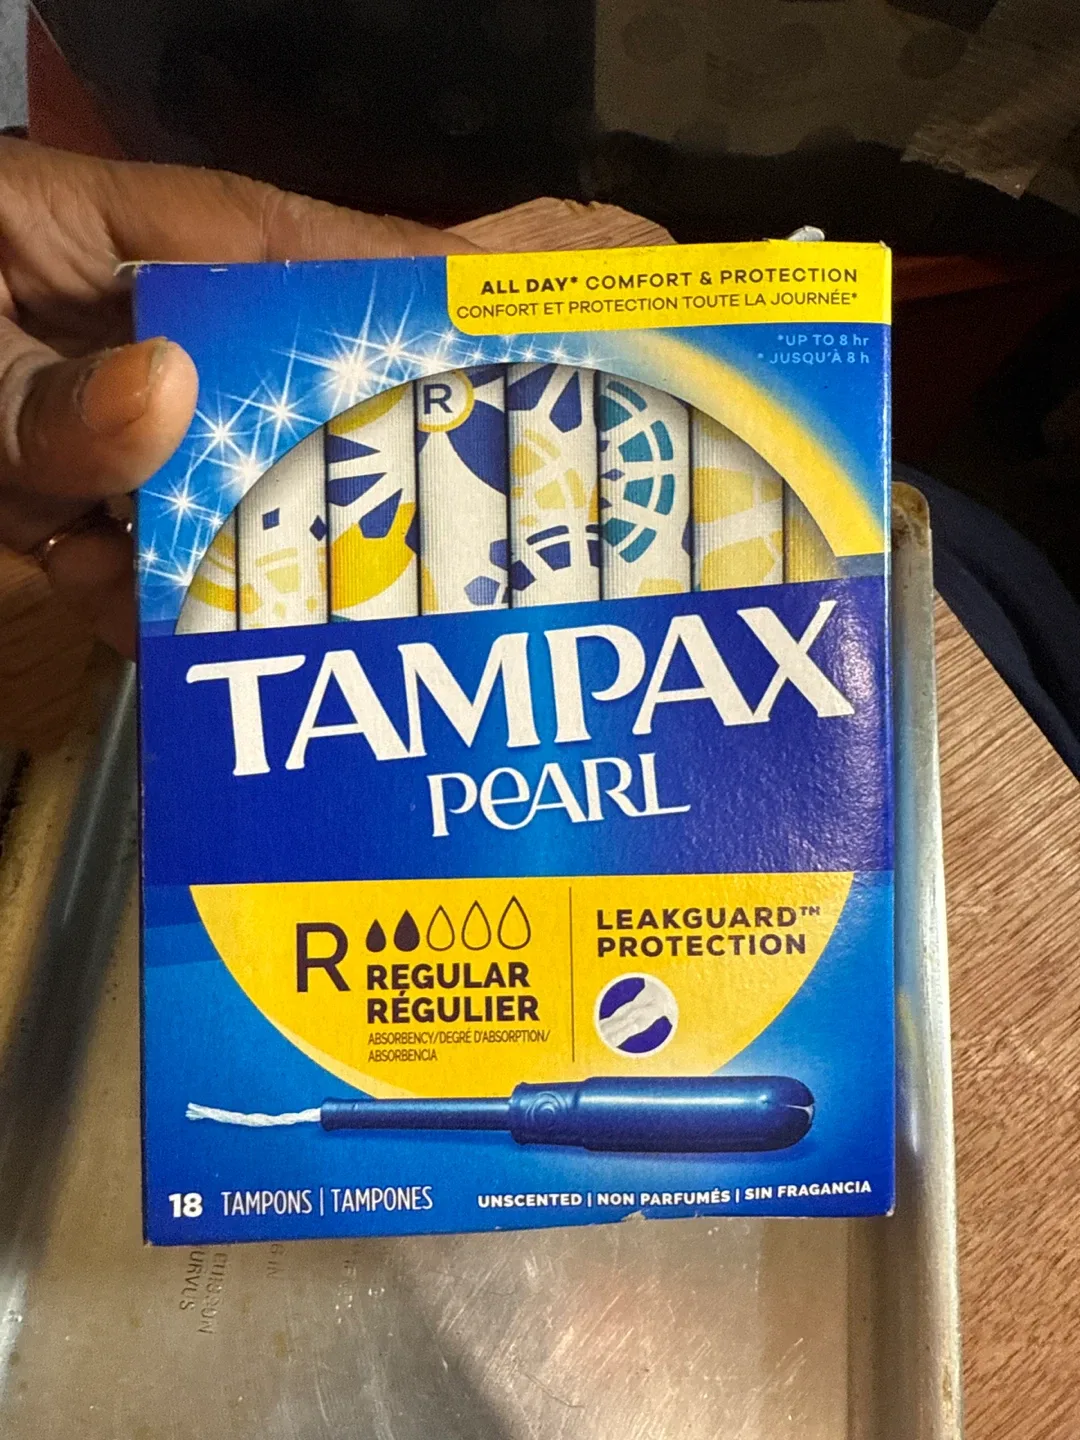 ALL DAY* COMFORT & PROTECTION
CONFORT ET PROTECTION TOUTE LA JOURNÉE*
*UP TO 8 hr
*JUSQU'À 8 h
R
TAMPAX
PEARL
R
REGULAR
RÉGULIER
ABSORBENCY/DEGRÉ D'ABSORPTION/
ABSORBENCIA
LEAKGUARD™
PROTECTION
18 TAMPONS | TAMPONES
UNSCENTED | NON PARFUMÉS | SIN FRAGANCIA